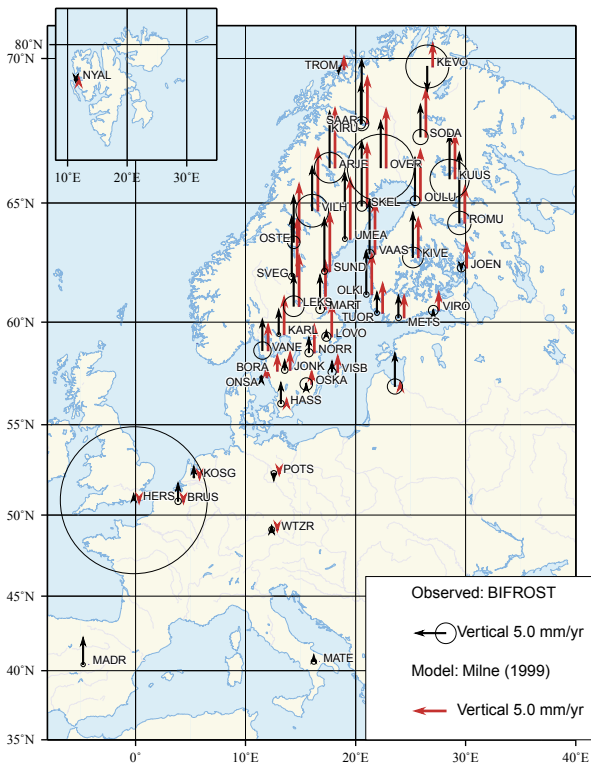 80°N
70°N
65°N
60°N
55°N
50°N
45°N
40°N
35°N
NYAL
10°E 20°E 30°E
TROM
KEVO
SAAR
KIRU
SODA
ARJE
OVER
KUUS
VILH
SKEL
OULU
ROMU
OSTE
UMEA
VAAS
KIVE
JOEN
SVEG
SUND
OLKI
LEKS
MART
VIRO
TUOR
METS
KARL
LOVO
VANE
NORR
BORA
JONK
VISB
ONSA
OSKA
HASS
KOSG
POTS
HERS
BRUS
WTZR
MADR
MATE
Observed: BIFROST
Vertical 5.0 mm/yr
Model: Milne (1999)
Vertical 5.0 mm/yr
0° 10°E 20°E 30°E 40°E